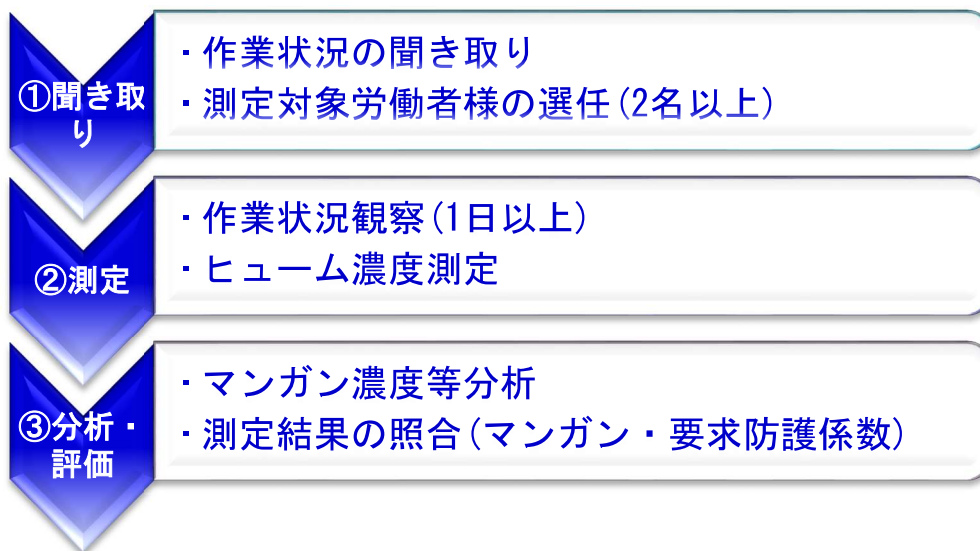 ①聞き取
り
・作業状況の聞き取り
・測定対象労働者様の選任(2名以上)
②測定
・作業状況観察(1日以上)
・ヒューム濃度測定
③分析・
評価
・マンガン濃度等分析
・測定結果の照合(マンガン・要求防護係数)